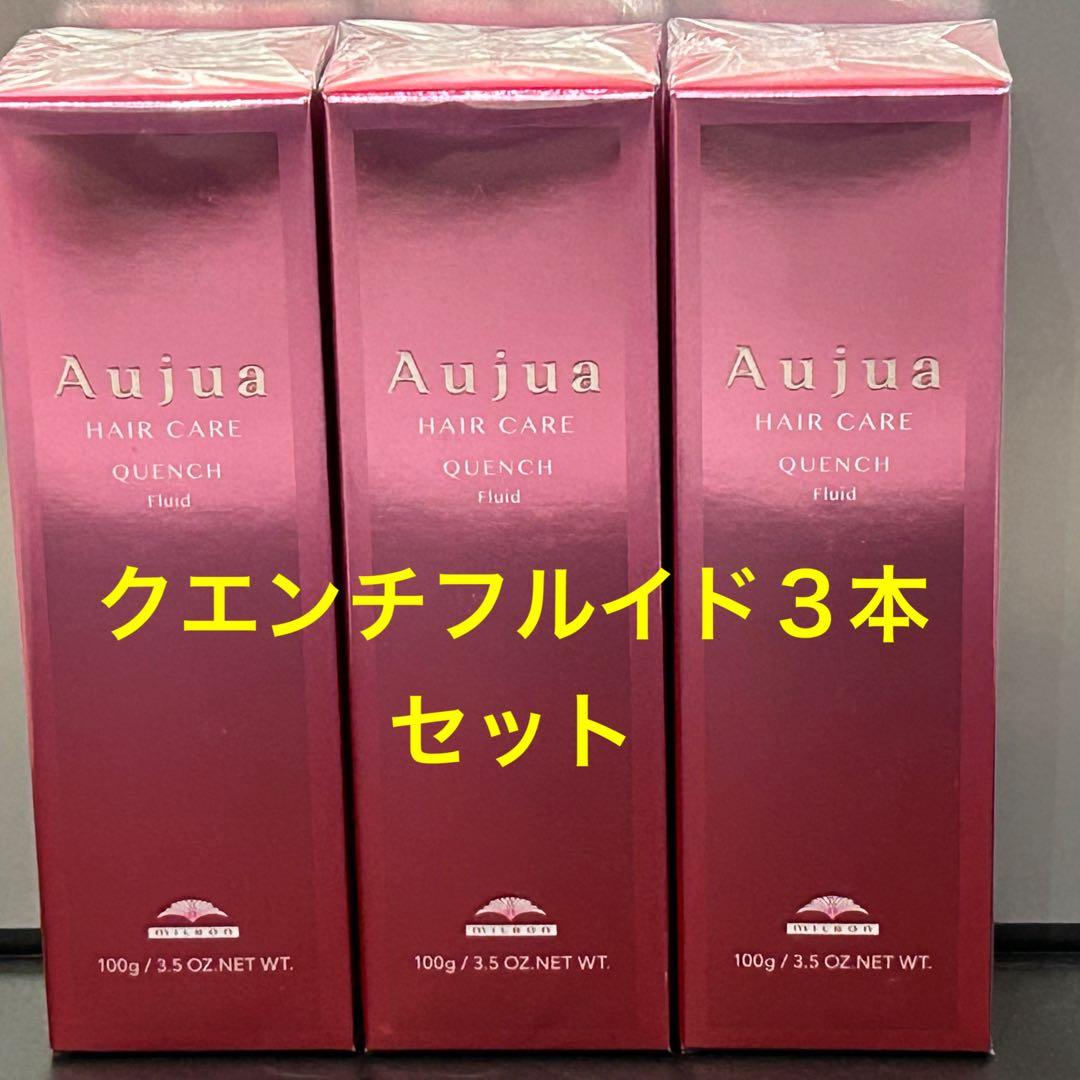 Aujua
HAIR CARE
QUENCH
Fluid
Aujua
HAIR CARE
QUENCH
Fluid
Aujua
HAIR CARE
QUENCH
Fluid
クエンチフルイド３本
セット
MILBON
100g / 3.5 OZ.NET WT.
MILBON
100g / 3.5 OZ.NET WT.
MILBON
100g / 3.5 OZ.NET WT.